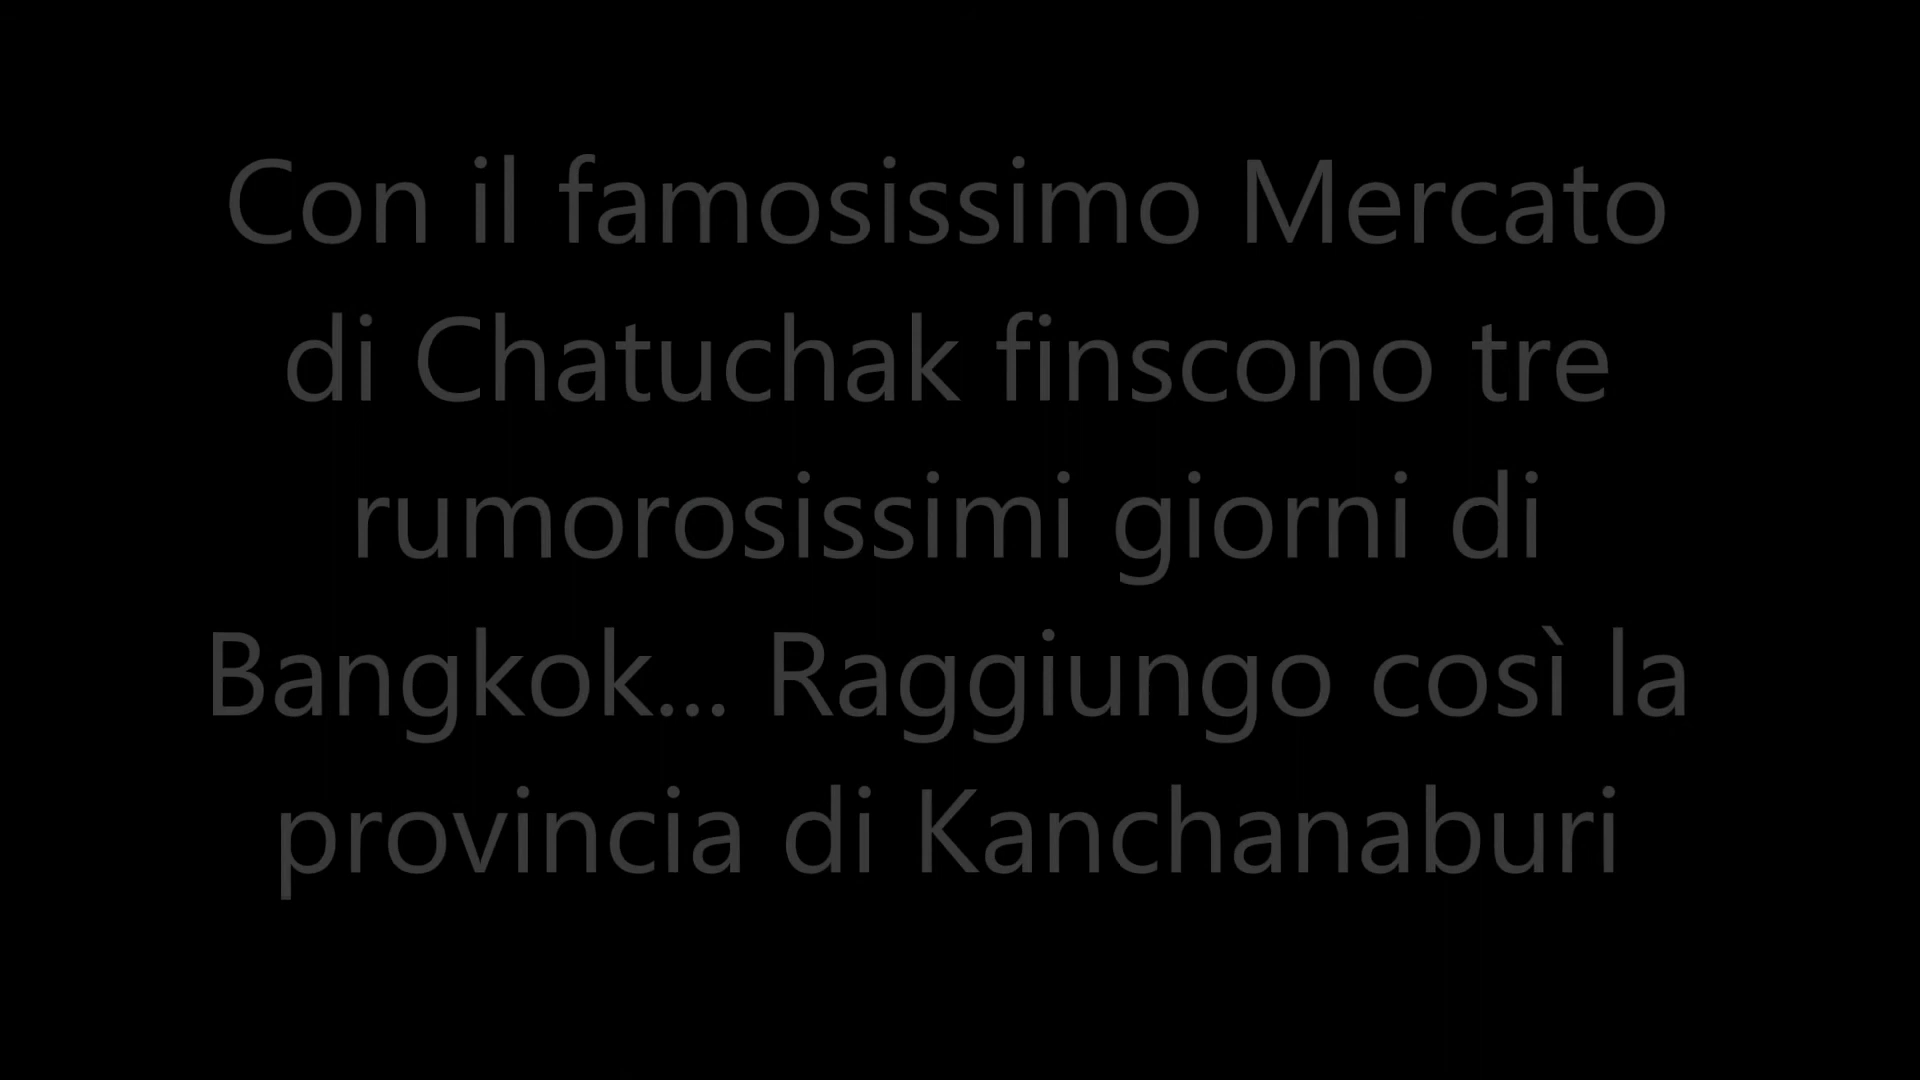 Con il famosissimo Mercato
di Chatuchak finscono tre
rumorosissimi giorni di
Bangkok... Raggiungo così la
provincia di Kanchanaburi